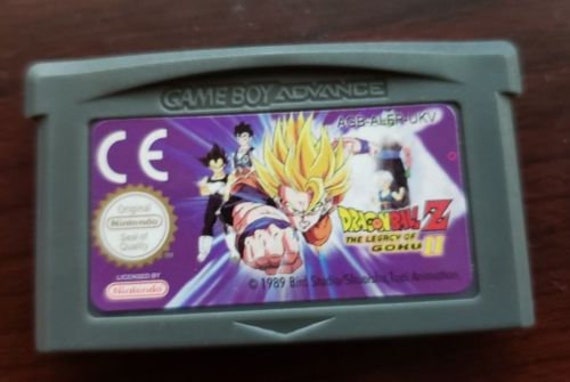 GAME BOY ADVANCE
AGB-ALFP-UKV
CE
Original
Nintendo
Seal of
Quality
DRAGON BALL Z
THE LEGACY OF
GOKU II
LICENSED BY
Nintendo
© 1989 Bird Studio/Shueisha, Toei Animation